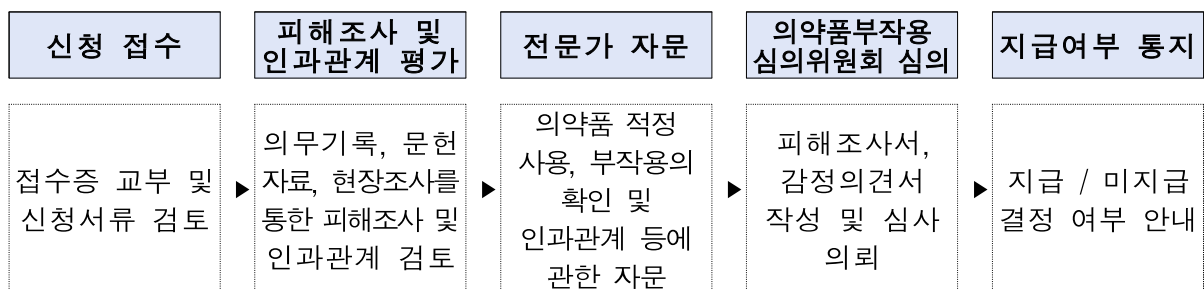 신청 접수
피해조사 및
인과관계 평가
전문가 자문
의약품부작용
심의위원회 심의
지급여부 통지
접수증 교부 및
신청서류 검토
의무기록, 문헌
자료, 현장조사를
통한 피해조사 및
인과관계 검토
의약품 적정
사용, 부작용의
확인 및
인과관계 등에
관한 자문
피해조사서,
감정의견서
작성 및 심사
의뢰
지급 / 미지급
결정 여부 안내